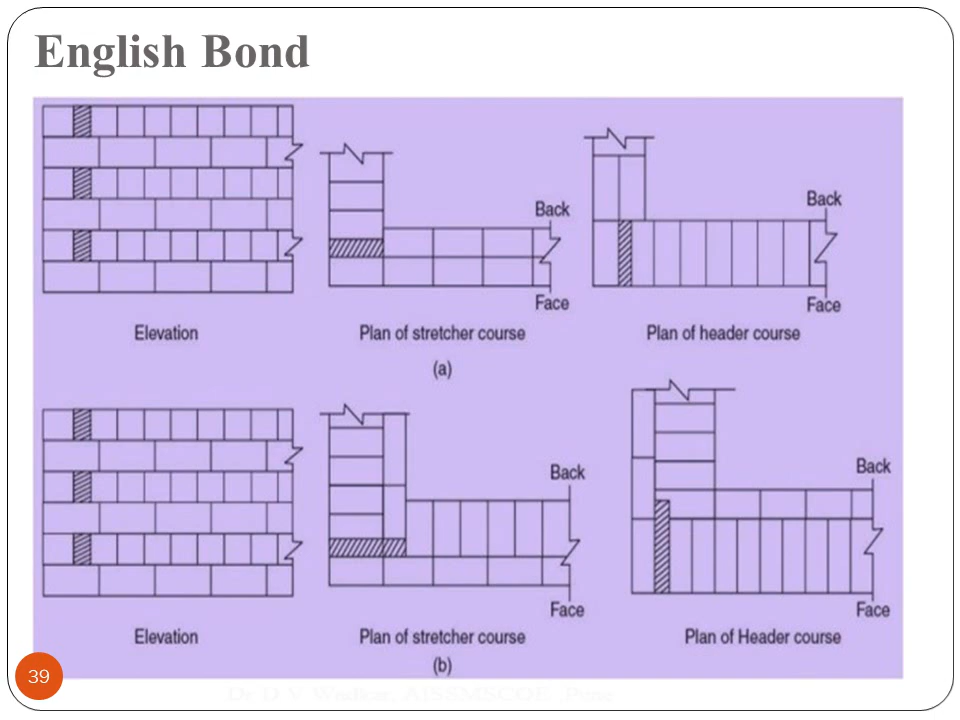 English Bond
Back
Back
Face
Face
Elevation
Plan of stretcher course
Plan of header course
(a)
Back
Back
Face
Face
Elevation
Plan of stretcher course
Plan of Header course
(b)
39
Dr D V Wadkar, AISSMSCOE ,Pune